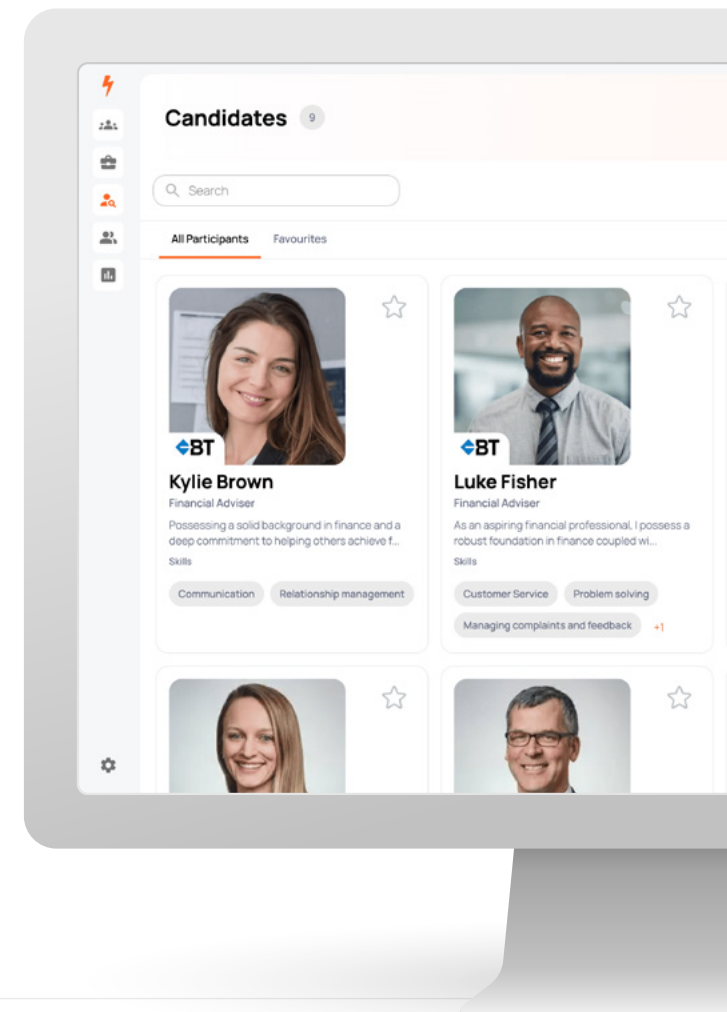 Candidates 9
Search
All Participants Favourites
BT
Kylie Brown
Financial Adviser
Possessing a solid background in finance and a
deep commitment to helping others achieve f...
Skills
Communication Relationship management
BT
Luke Fisher
Financial Adviser
As an aspiring financial professional, I possess a
robust foundation in finance coupled wi...
Skills
Customer Service Problem solving
Managing complaints and feedback +1